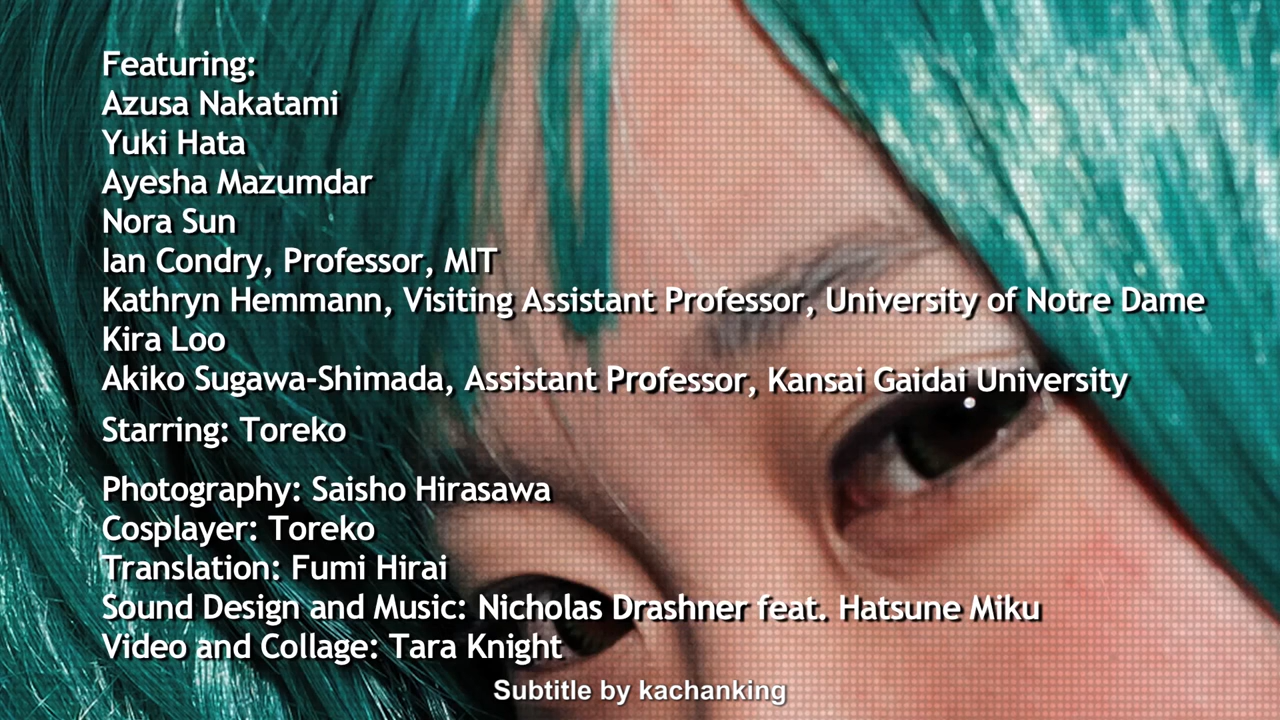 Featuring:
Azusa Nakatami
Yuki Hata
Ayesha Mazumdar
Nora Sun
Ian Condry, Professor, MIT
Kathryn Hemmann, Visiting Assistant Professor, University of Notre Dame
Kira Loo
Akiko Sugawa-Shimada, Assistant Professor, Kansai Gaidai University
Starring: Toreko
Photography: Saisho Hirasawa
Cosplayer: Toreko
Translation: Fumi Hirai
Sound Design and Music: Nicholas Drashner feat. Hatsune Miku
Video and Collage: Tara Knight
Subtitle by kachanking